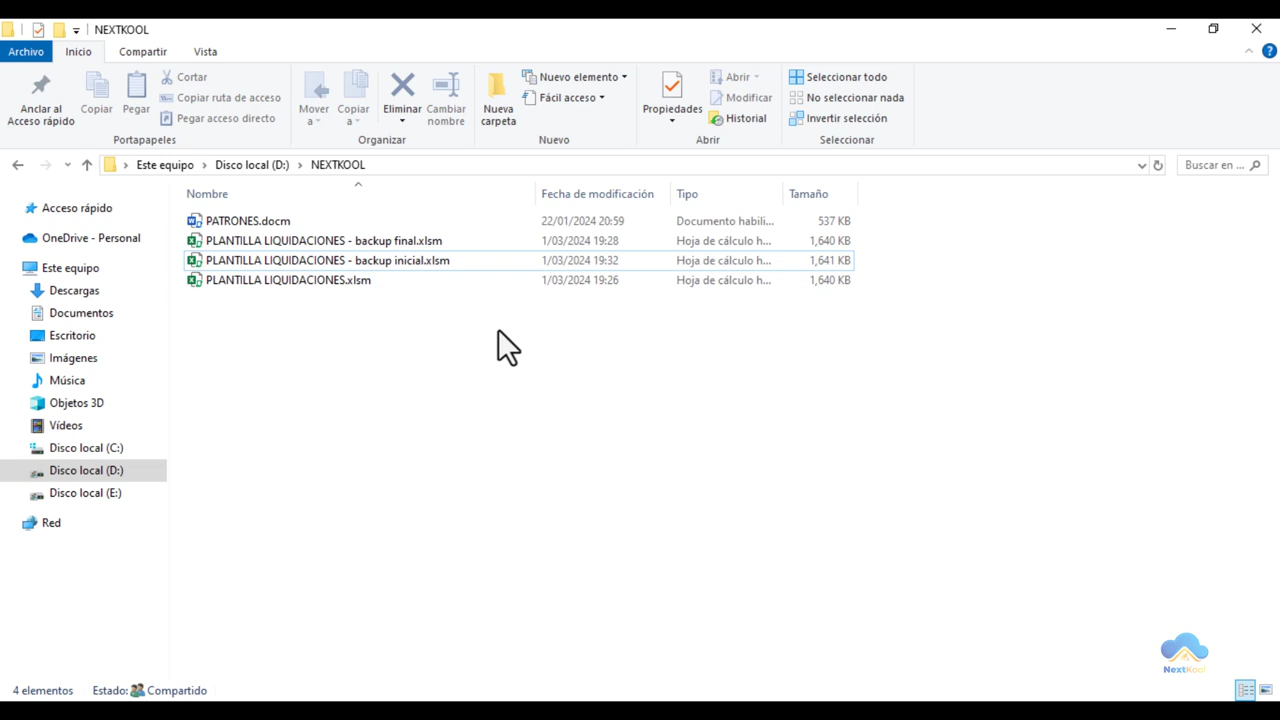 NEXTKOOL
Archivo Inicio Compartir Vista
Anclar al Acceso rápido
Copiar
Pegar
Cortar
Copiar ruta de acceso
Pegar acceso directo
Portapapeles
Mover a
Copiar a
Eliminar
Cambiar nombre
Organizar
Nueva carpeta
Nuevo elemento
Fácil acceso
Nuevo
Propiedades
Abrir
Modificar
Historial
Abrir
Seleccionar todo
No seleccionar nada
Invertir selección
Seleccionar
Este equipo › Disco local (D:) › NEXTKOOL
Buscar en ...
Acceso rápido
OneDrive - Personal
Este equipo
Descargas
Documentos
Escritorio
Imágenes
Música
Objetos 3D
Vídeos
Disco local (C:)
Disco local (D:)
Disco local (E:)
Red
Nombre Fecha de modificación Tipo Tamaño
PATRONES.docm 22/01/2024 20:59 Documento habili... 537 KB
PLANTILLA LIQUIDACIONES - backup final.xlsm 1/03/2024 19:28 Hoja de cálculo h... 1,640 KB
PLANTILLA LIQUIDACIONES - backup inicial.xlsm 1/03/2024 19:32 Hoja de cálculo h... 1,641 KB
PLANTILLA LIQUIDACIONES.xlsm 1/03/2024 19:26 Hoja de cálculo h... 1,640 KB
NextKool
4 elementos Estado: Compartido